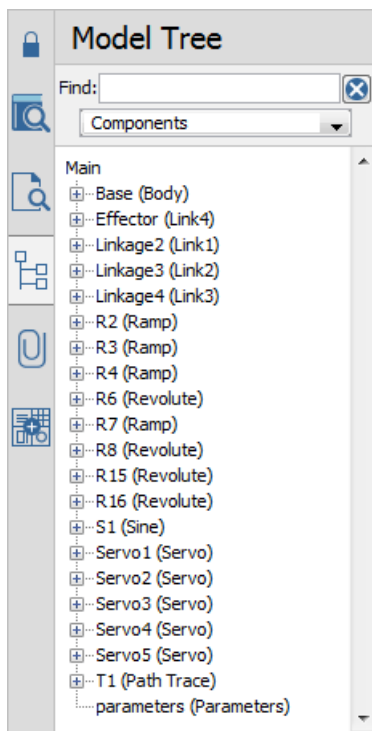 Model Tree
Find:
Components
Main
Base (Body)
Effector (Link4)
Linkage2 (Link1)
Linkage3 (Link2)
Linkage4 (Link3)
R2 (Ramp)
R3 (Ramp)
R4 (Ramp)
R6 (Revolute)
R7 (Ramp)
R8 (Revolute)
R15 (Revolute)
R16 (Revolute)
S1 (Sine)
Servo1 (Servo)
Servo2 (Servo)
Servo3 (Servo)
Servo4 (Servo)
Servo5 (Servo)
T1 (Path Trace)
parameters (Parameters)